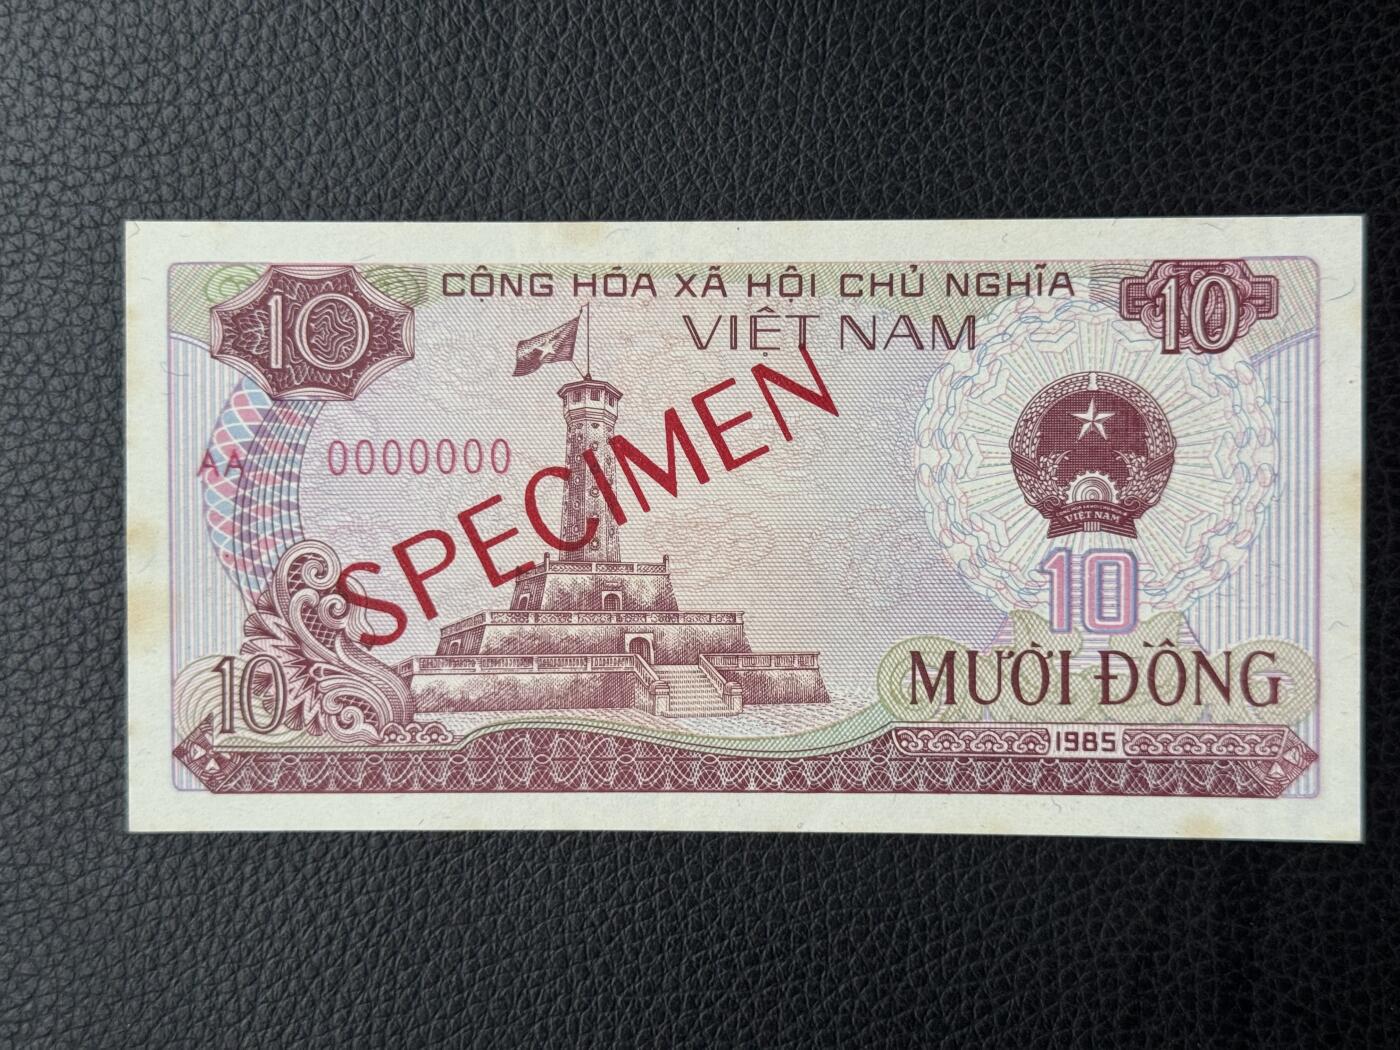 10
CỘNG HÓA XÃ HỘI CHỦ NGHĨA
10
VIỆT NAM
AA 0000000
SPECIMEN
VIỆT NAM
10
10
MƯỜI ĐỒNG
1985